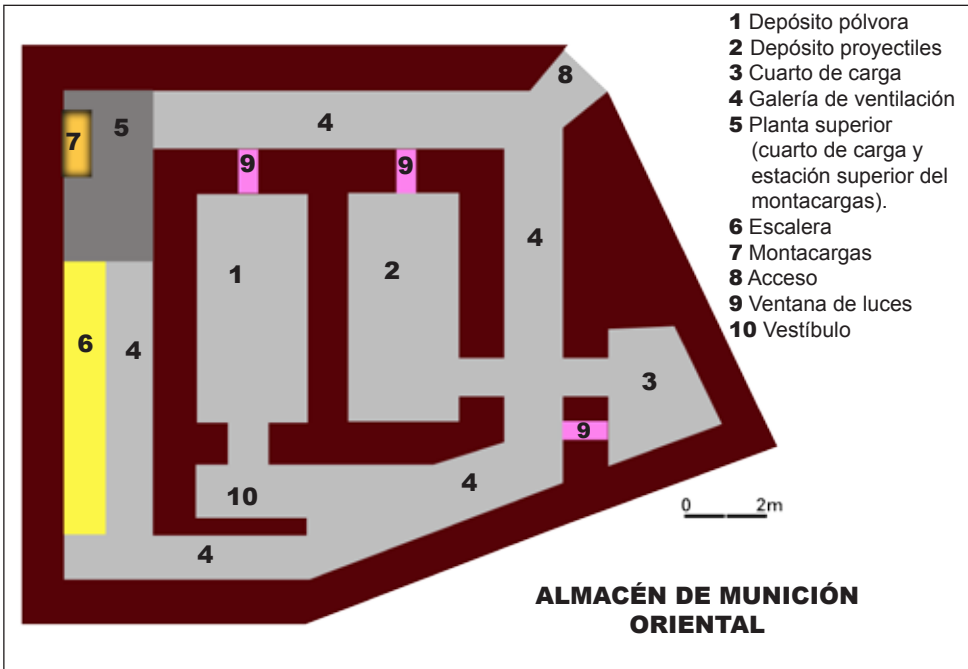 1 Depósito pólvora
2 Depósito proyectiles
3 Cuarto de carga
4 Galería de ventilación
5 Planta superior
(cuarto de carga y
estación superior del
montacargas).
6 Escalera
7 Montacargas
8 Acceso
9 Ventana de luces
10 Vestíbulo
8
5
4
7
9
9
4
1
2
6
4
3
9
4
10
4
0 2m
ALMACÉN DE MUNICIÓN
ORIENTAL